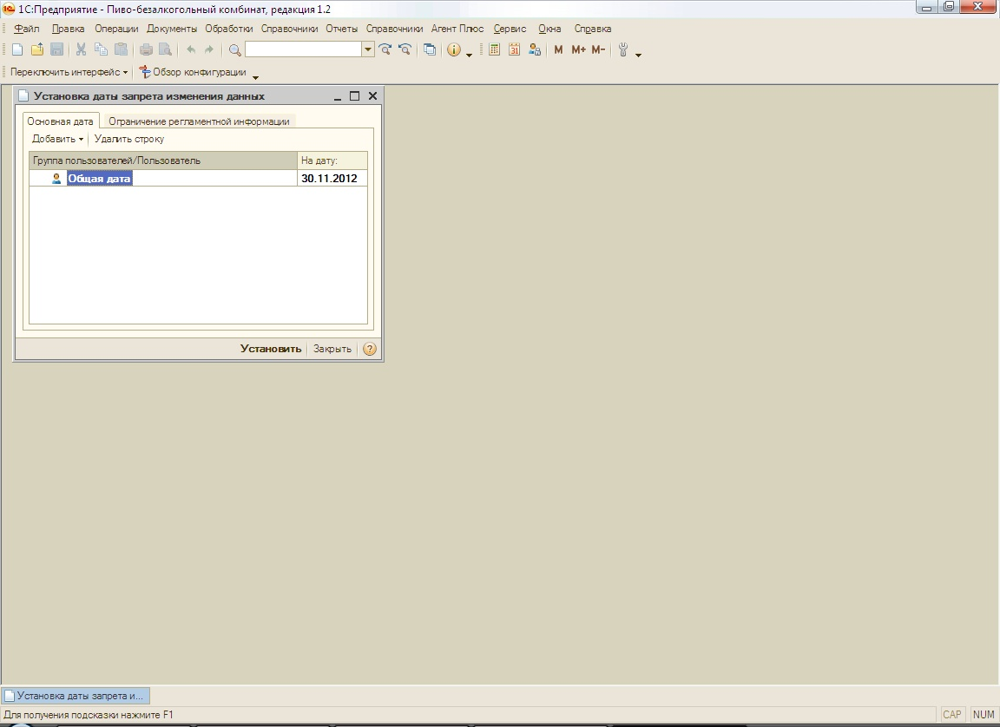 1С:Предприятие - Пиво-безалкогольный комбинат, редакция 1.2
Файл Правка Операции Документы Обработки Справочники Отчеты Справочники Агент Плюс Сервис Окна Справка
31 M M+ M-
Переключить интерфейс Обзор конфигурации
Установка даты запрета изменения данных
Основная дата Ограничение регламентной информации
Добавить Удалить строку
Группа пользователей/Пользователь На дату:
Общая дата 30.11.2012
Установить Закрыть ?
Установка даты запрета и...
Для получения подсказки нажмите F1 CAP NUM